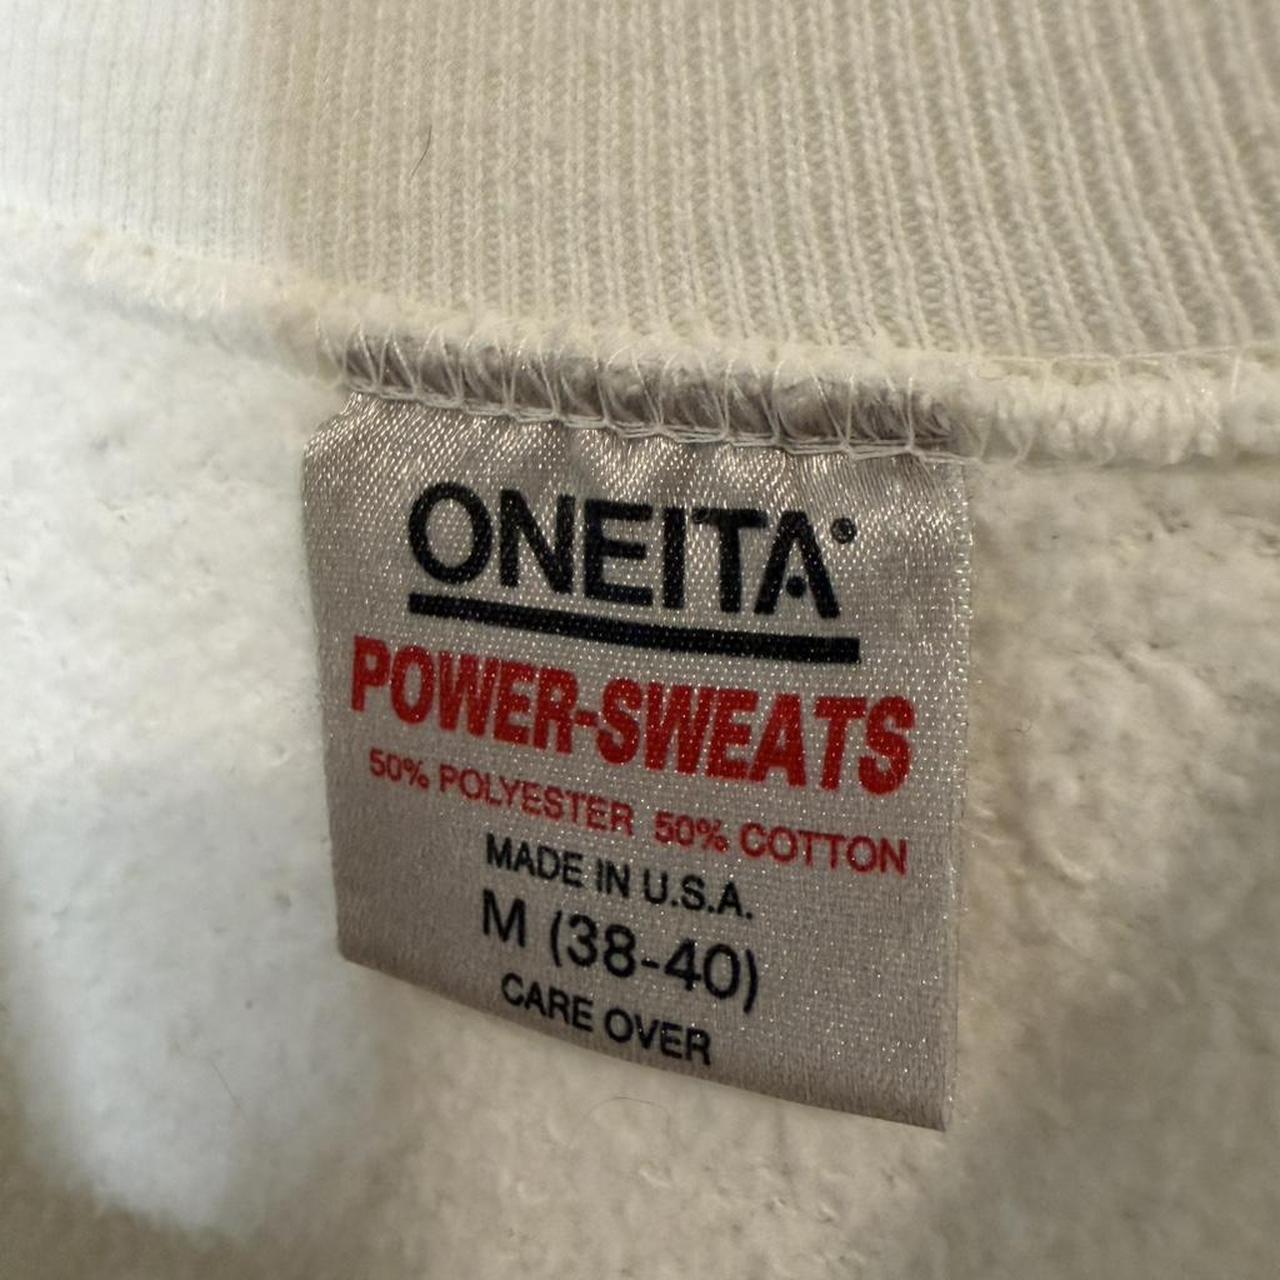 ONEITA
POWER-SWEATS
50% POLYESTER 50% COTTON
MADE IN U.S.A.
M (38-40)
CARE OVER